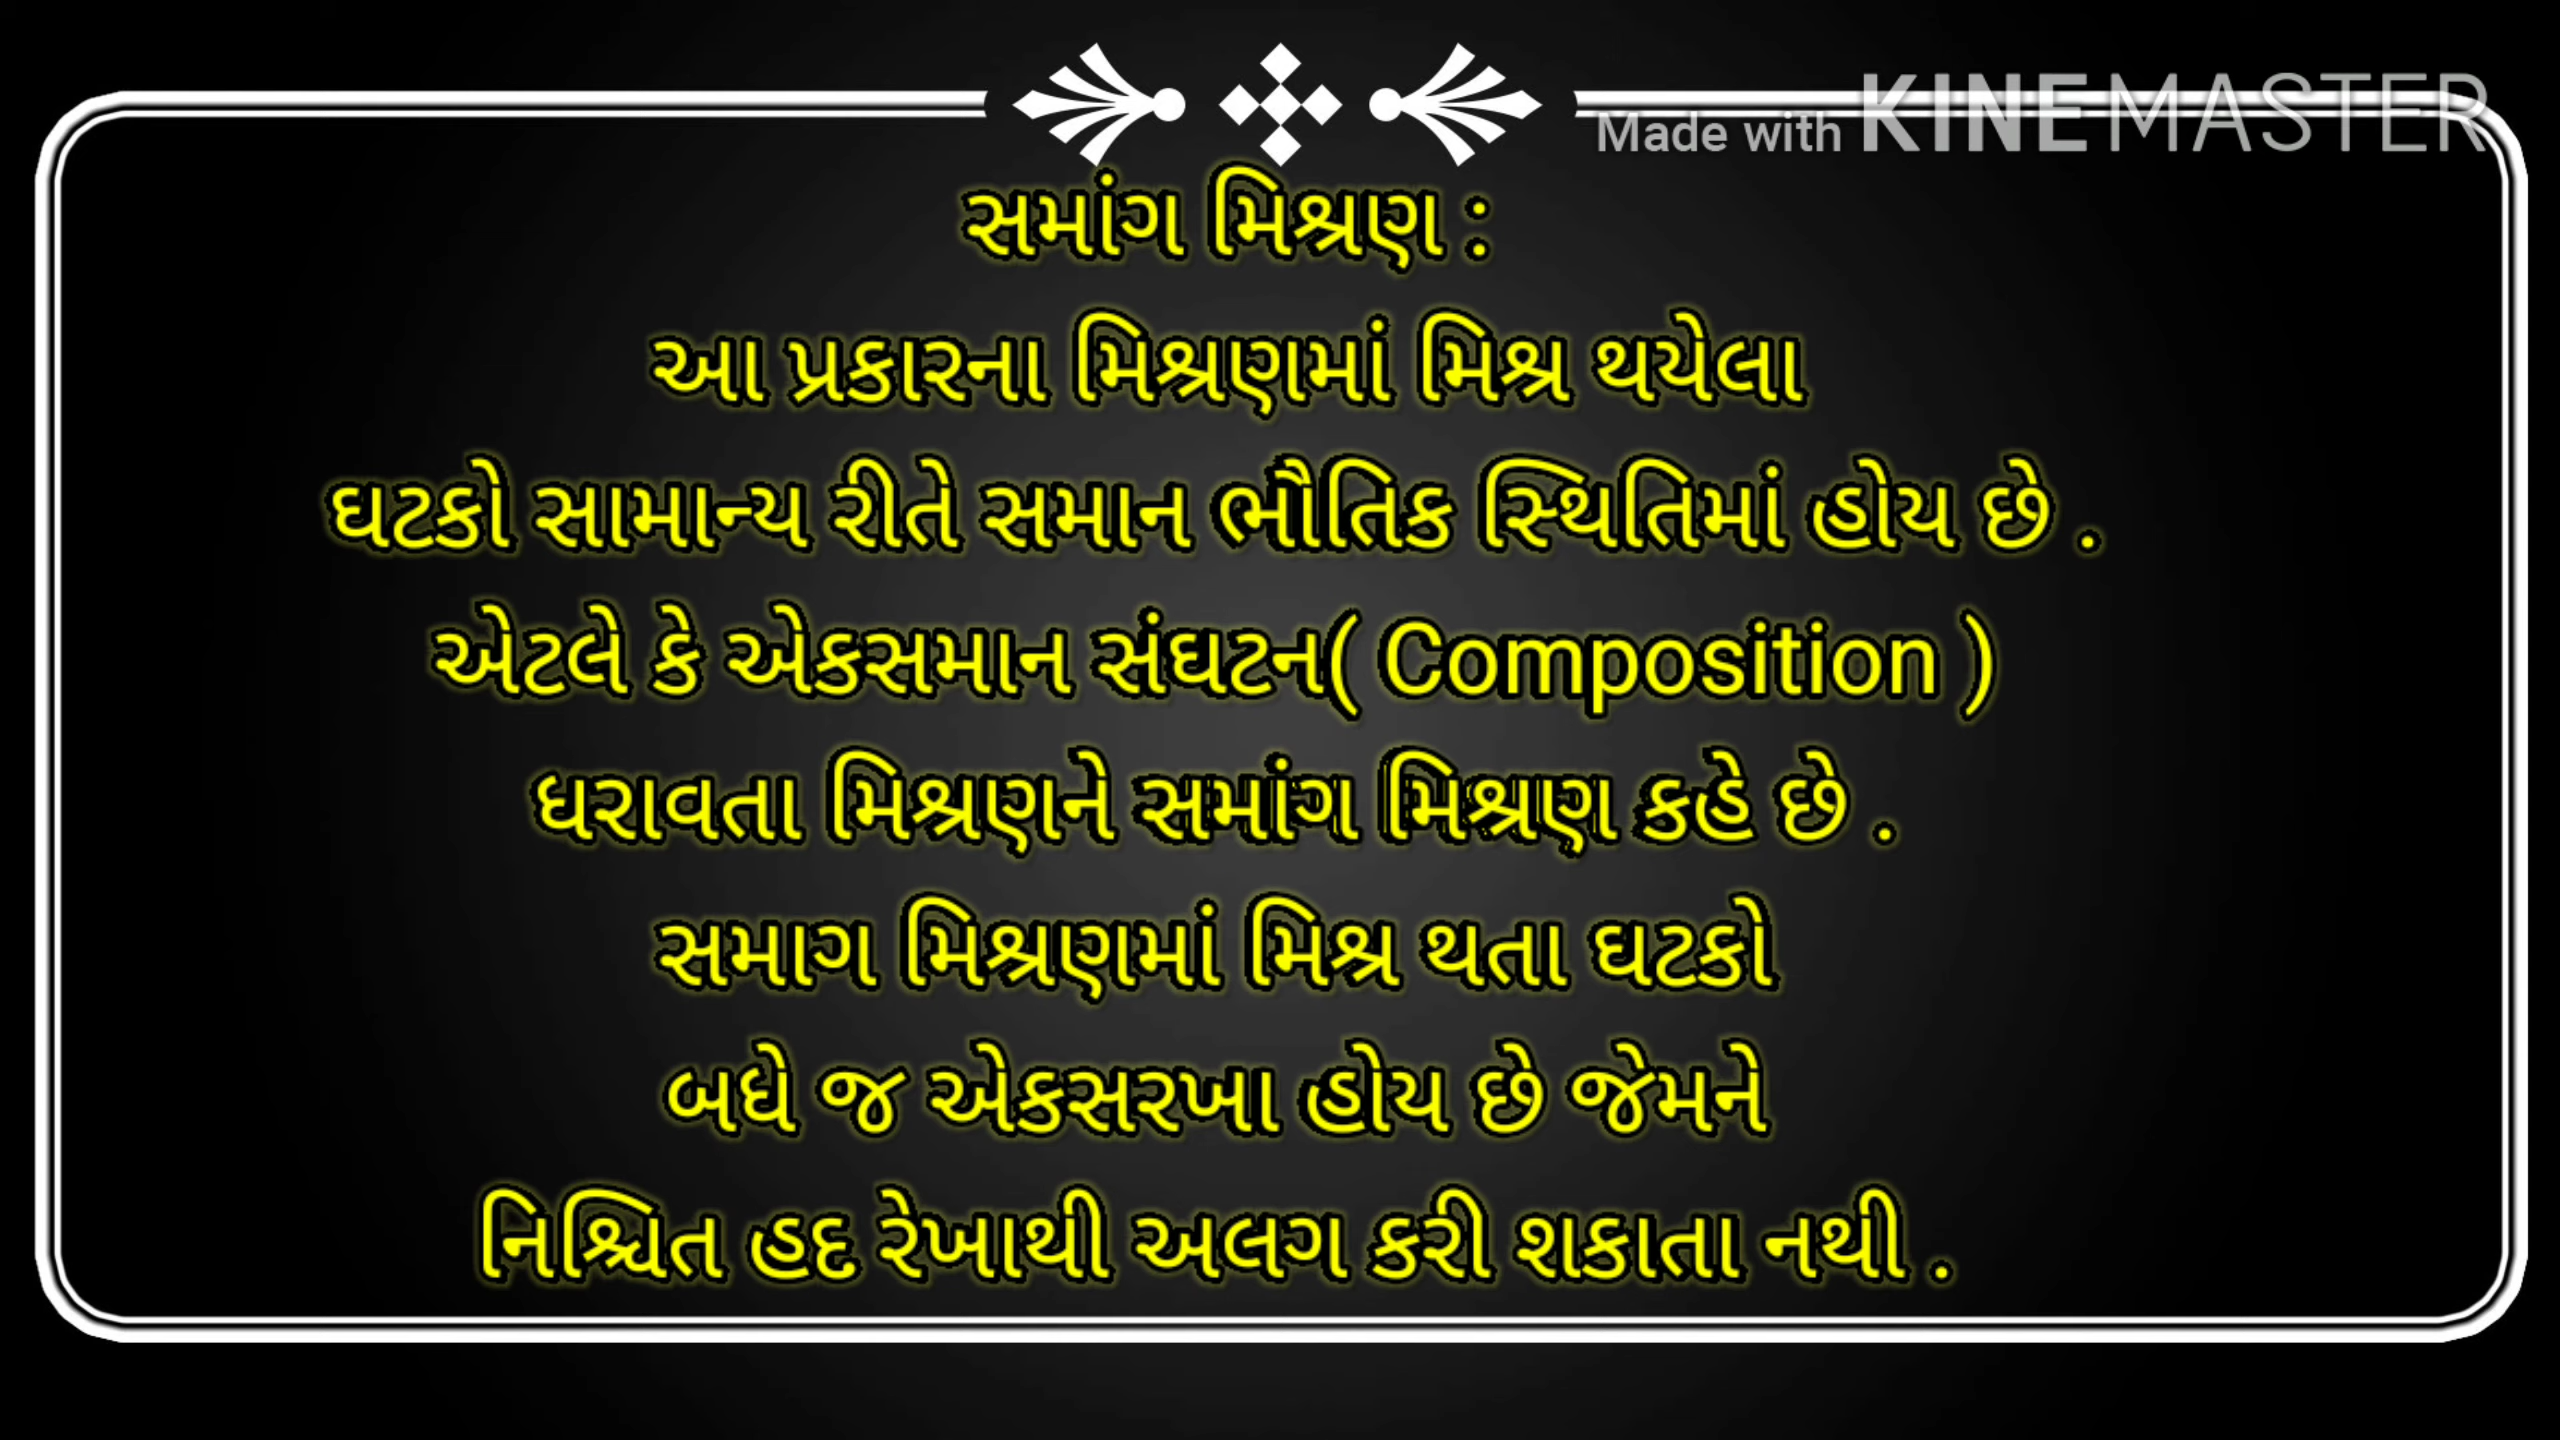 Made with KINEMASTER
સમાંગ મિશ્રણ :
આ પ્રકારના મિશ્રણમાં મિશ્ર થયેલા
ઘટકો સામાન્ય રીતે સમાન ભૌતિક સ્થિતિમાં હોય છે .
એટલે કે એકસમાન સંઘટન( Composition )
ધરાવતા મિશ્રણને સમાંગ મિશ્રણ કહે છે .
સમાગ મિશ્રણમાં મિશ્ર થતા ઘટકો
બધે જ એકસરખા હોય છે જેમને
નિશ્ચિત હદ રેખાથી અલગ કરી શકાતા નથી .